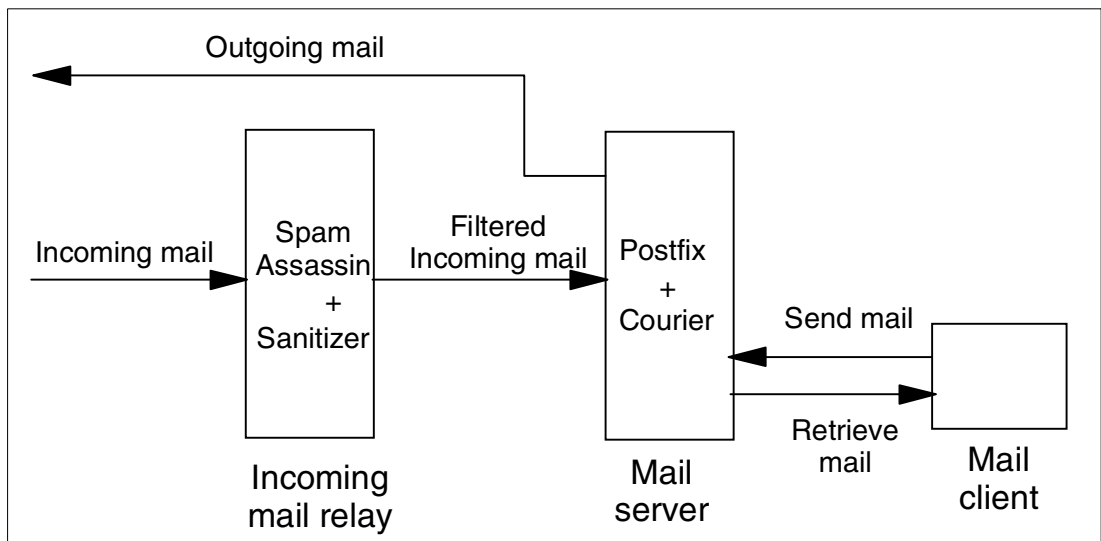 Outgoing mail
Incoming mail
Spam
Assassin
+
Sanitizer
Filtered
Incoming mail
Postfix
+
Courier
Send mail
Retrieve
mail
Incoming
mail relay
Mail
server
Mail
client